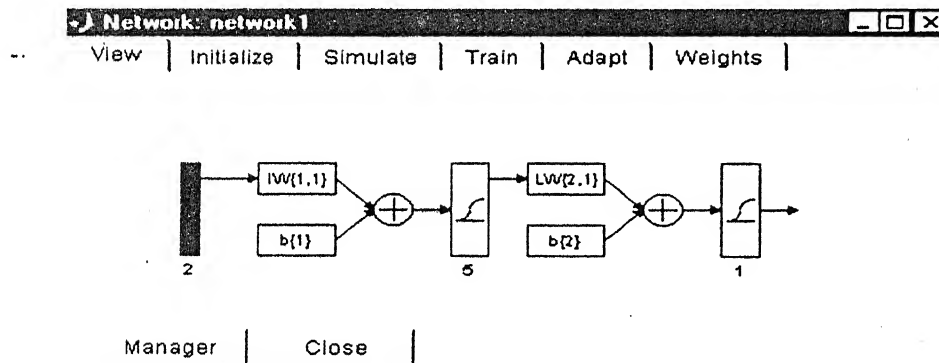 Network: network1
View Initialize Simulate Train Adapt Weights
IW{1,1} LW{2,1}
b{1} b{2}
2 5 1
Manager Close